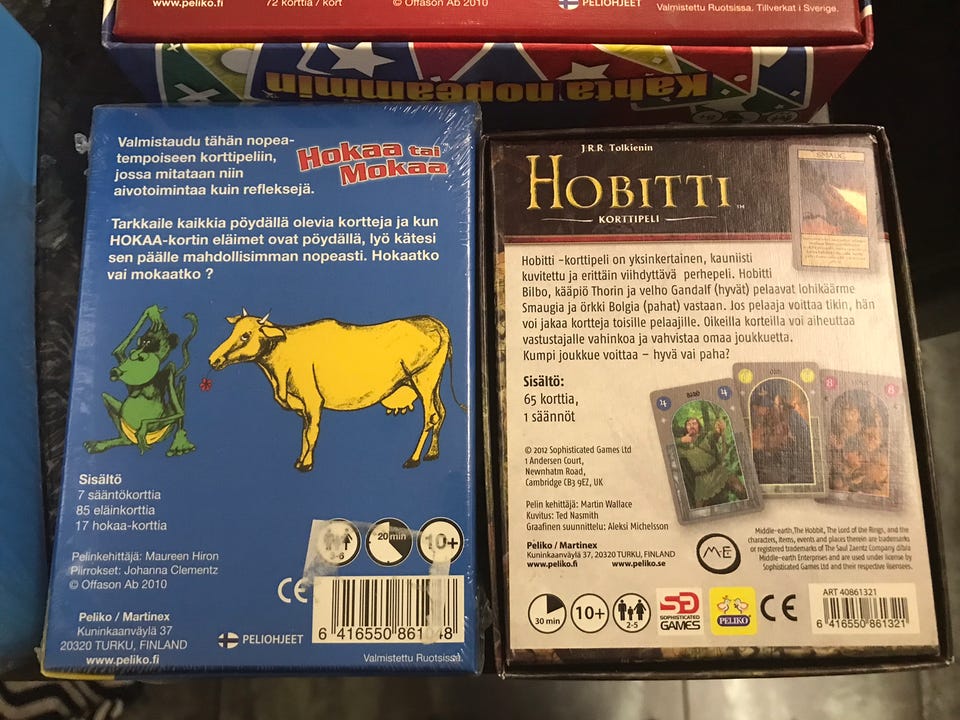 www.peliko.fi
72 korttia / kort
© Offason Ab 2010
PELIOHJEET
Valmistettu Ruotsissa. Tillverkat i Sverige.
Kahta nopeammin
Valmistaudu tähän nopea-
tempoiseen korttipeliin,
jossa mitataan niin
aivotoimintaa kuin refleksejä.
Hokaa tai
Mokaa
Tarkkaile kaikkia pöydällä olevia kortteja ja kun
HOKAA-kortin eläimet ovat pöydällä, lyö kätesi
sen päälle mahdollisimman nopeasti. Hokaatko
vai mokaatko ?
Sisältö
7 sääntökorttia
85 eläinkorttia
17 hokaa-korttia
Pelinkehittäjä: Maureen Hiron
Piirrokset: Johanna Clementz
© Offason Ab 2010
Peliko / Martinex
Kuninkaanväylä 37
20320 TURKU, FINLAND
www.peliko.fi
PELIOHJEET
20 min
10+
CE
6 416550 861048
Valmistettu Ruotsissa.
J.R.R. Tolkienin
HOBITTI™
KORTTIPELI
SMAUG
Hobitti -korttipeli on yksinkertainen, kauniisti
kuvitettu ja erittäin viihdyttävä perhepeli. Hobitti
Bilbo, kääpiö Thorin ja velho Gandalf (hyvät) pelaavat lohikäärme
Smaugia ja örkki Bolgia (pahat) vastaan. Jos pelaaja voittaa tikin, hän
voi jakaa kortteja toisille pelaajille. Oikeilla korteilla voi aiheuttaa
vastustajalle vahinkoa ja vahvistaa omaa joukkuetta.
Kumpi joukkue voittaa – hyvä vai paha?
Sisältö:
65 korttia,
1 säännöt
4 BARD 4
8 8
© 2012 Sophisticated Games Ltd
1 Andersen Court,
Newnhatm Road,
Cambridge CB3 9EZ, UK
Pelin kehittäjä: Martin Wallace
Kuvitus: Ted Nasmith
Graafinen suunnittelu: Aleksi Michelsson
Peliko / Martinex
Kuninkaanväylä 37, 20320 TURKU, FINLAND
www.peliko.fi www.peliko.se
Middle-earth, The Hobbit, The Lord of the Rings, and the
characters, items, events and places therein are trademarks
or registered trademarks of The Saul Zaentz Company d/b/a
Middle-earth Enterprises and are used under license by
Sophisticated Games Ltd and their respective licensees.
M-E
30 min
10+
2-5
SG
SOPHISTICATED
GAMES
PELIKO
CE
ART 40861321
6 416550 861321